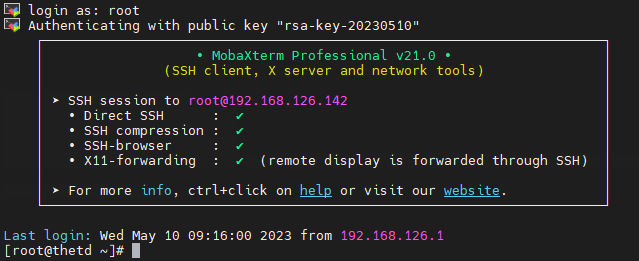 login as: root
Authenticating with public key "rsa-key-20230510"
• MobaXterm Professional v21.0 •
(SSH client, X server and network tools)
➤ SSH session to root@192.168.126.142
• Direct SSH : ✔
• SSH compression : ✔
• SSH-browser : ✔
• X11-forwarding : ✔ (remote display is forwarded through SSH)
➤ For more info, ctrl+click on help or visit our website.
Last login: Wed May 10 09:16:00 2023 from 192.168.126.1
[root@thetd ~]#